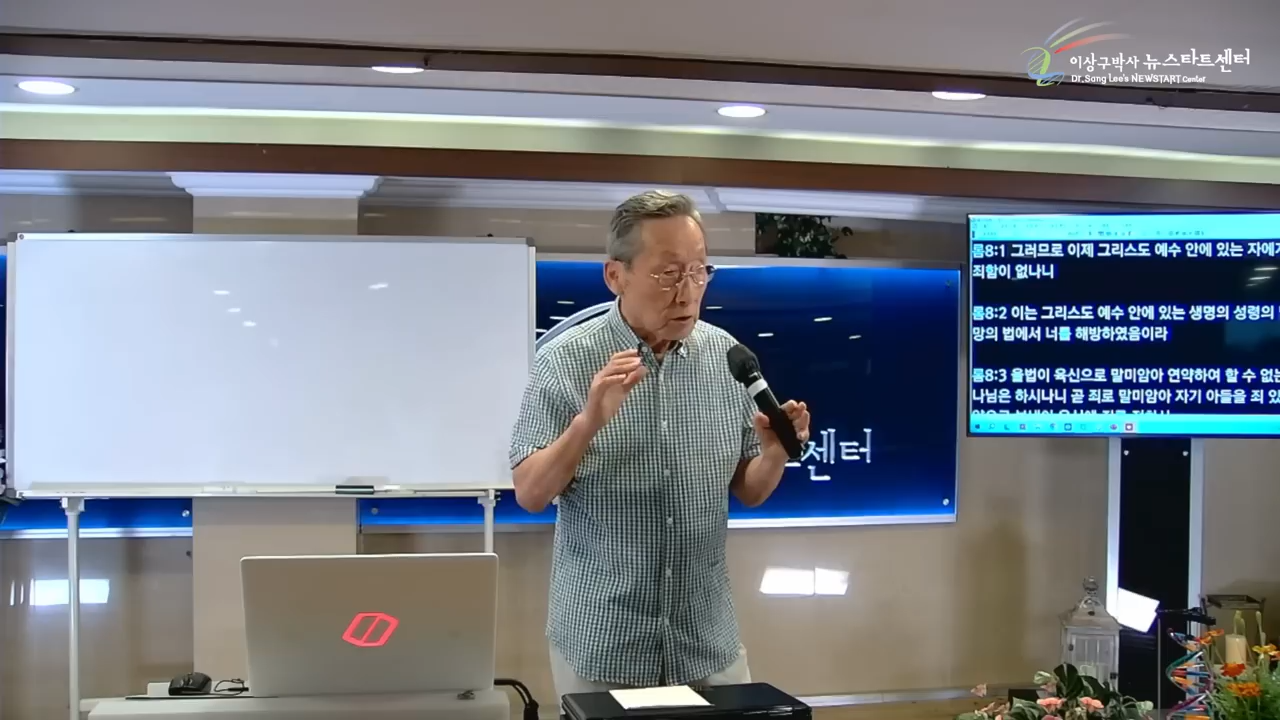 이상구박사 뉴스타트센터
Dr. Sang Lee's NEWSTART Center
롬8:1 그러므로 이제 그리스도 예수 안에 있는 자에게
죄함이 없나니
롬8:2 이는 그리스도 예수 안에 있는 생명의 성령의
망의 법에서 너를 해방하였음이라
롬8:3 율법이 육신으로 말미암아 연약하여 할 수 없는
나님은 하시나니 곧 죄로 말미암아 자기 아들을 죄 있
센터